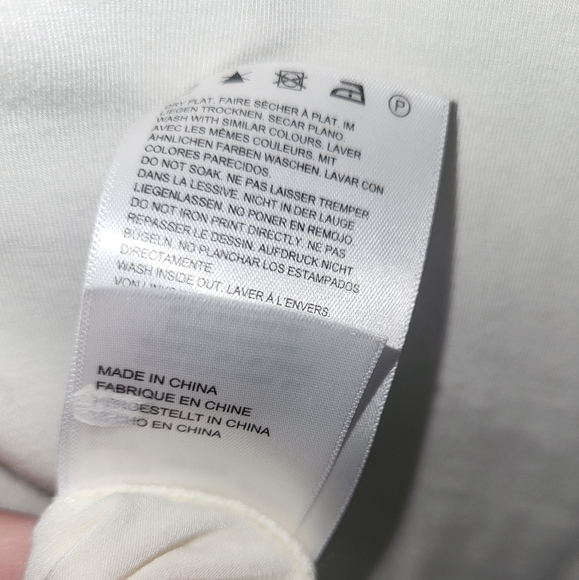 P
DRY PLAT. FAIRE SÉCHER À PLAT. IM
LIEGEN TROCKNEN. SECAR PLANO.
WASH WITH SIMILAR COLOURS. LAVER
AVEC LES MÊMES COULEURS. MIT
ÄHNLICHEN FARBEN WASCHEN. LAVAR CON
COLORES PARECIDOS.
DO NOT SOAK. NE PAS LAISSER TREMPER
DANS LA LESSIVE. NICHT IN DER LAUGE
LIEGENLASSEN. NO PONER EN REMOJO
DO NOT IRON PRINT DIRECTLY. NE PAS
REPASSER LE DESSIN. AUFDRUCK NICHT
BÜGELN. NO PLANCHAR LOS ESTAMPADOS
DIRECTAMENTE.
WASH INSIDE OUT. LAVER À L'ENVERS.
VON
MADE IN CHINA
FABRIQUE EN CHINE
HERGESTELLT IN CHINA
HECHO EN CHINA